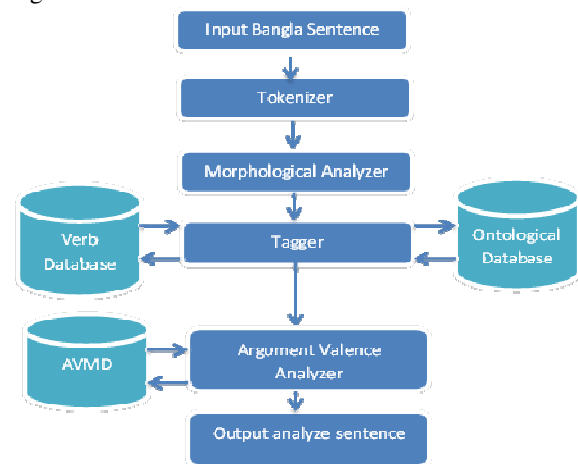 Input Bangla Sentence
Tokenizer
Morphological Analyzer
Verb
Database
Tagger
Ontological
Database
AVMD
Argument Valence
Analyzer
Output analyze sentence